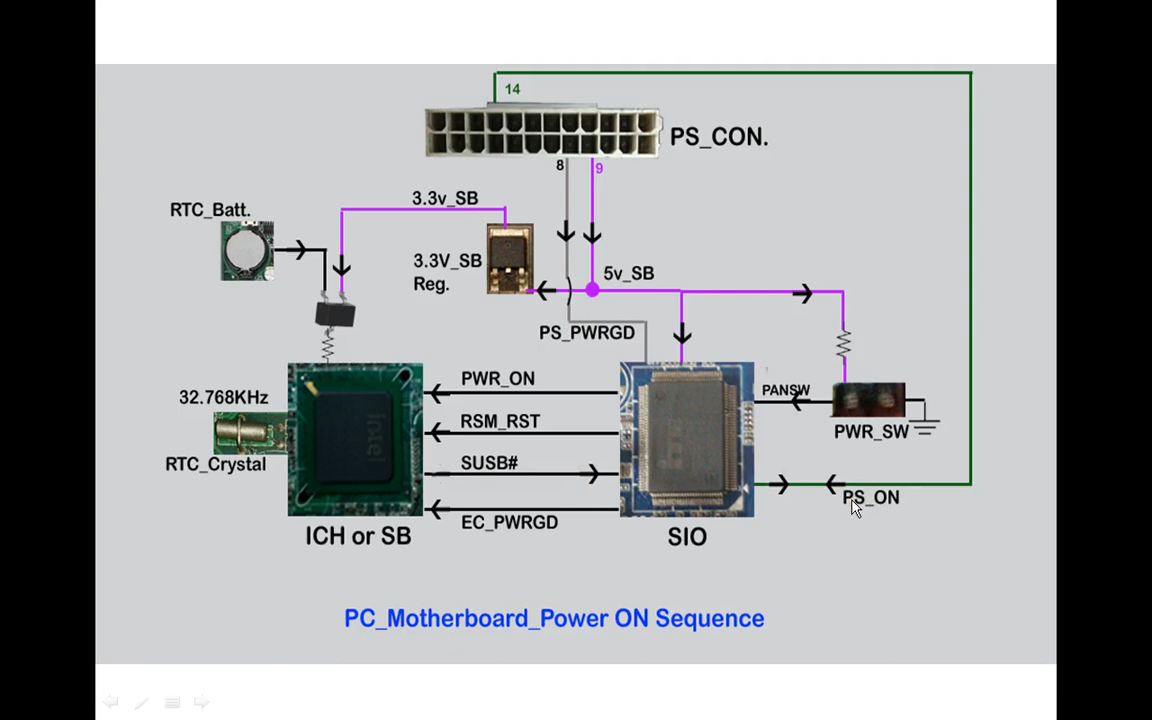 14
PS_CON.
8
9
3.3v_SB
RTC_Batt.
3.3V_SB
Reg.
5v_SB
PS_PWRGD
PWR_ON
PANSW
32.768KHz
RSM_RST
PWR_SW
RTC_Crystal
SUSB#
PS_ON
EC_PWRGD
ICH or SB
SIO
intel
PC_Motherboard_Power ON Sequence